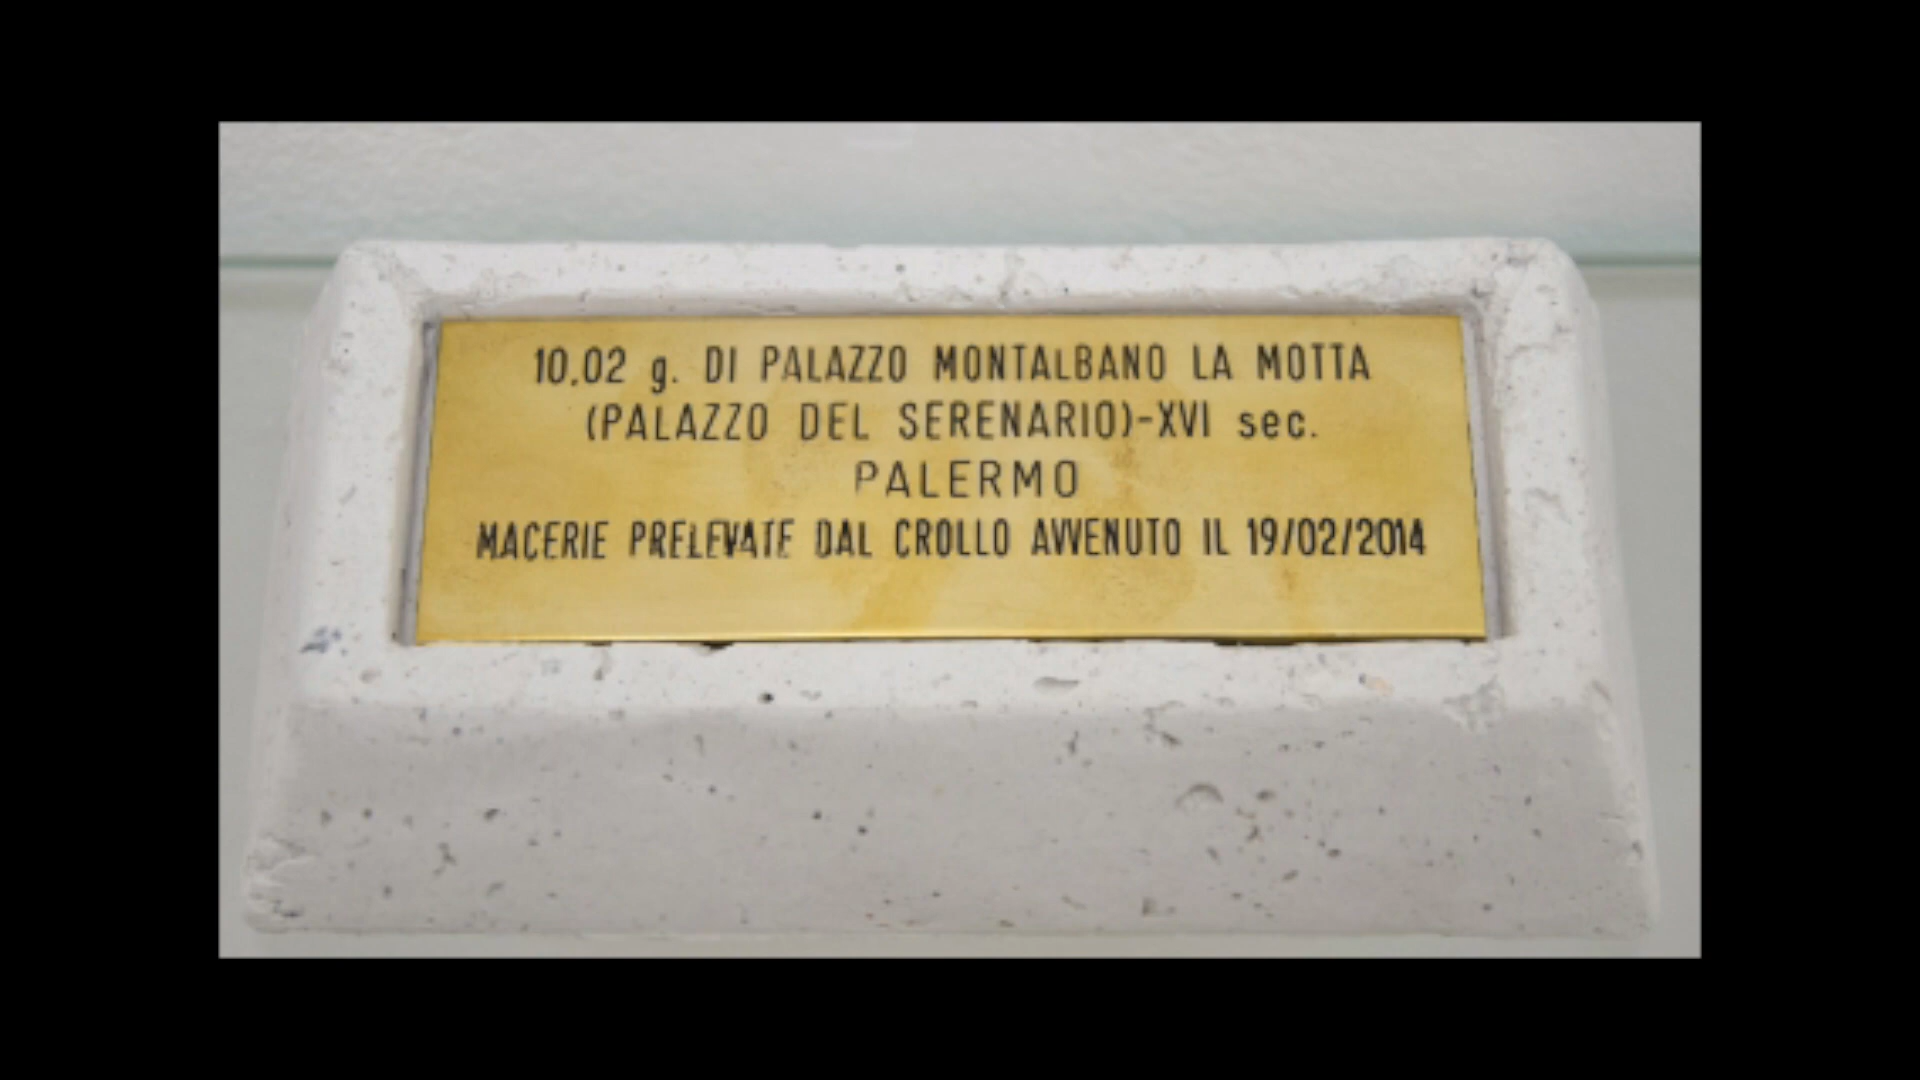 10,02 g. DI PALAZZO MONTALBANO LA MOTTA
(PALAZZO DEL SERENARIO)-XVI sec.
PALERMO
MACERIE PRELEVATE DAL CROLLO AVVENUTO IL 19/02/2014